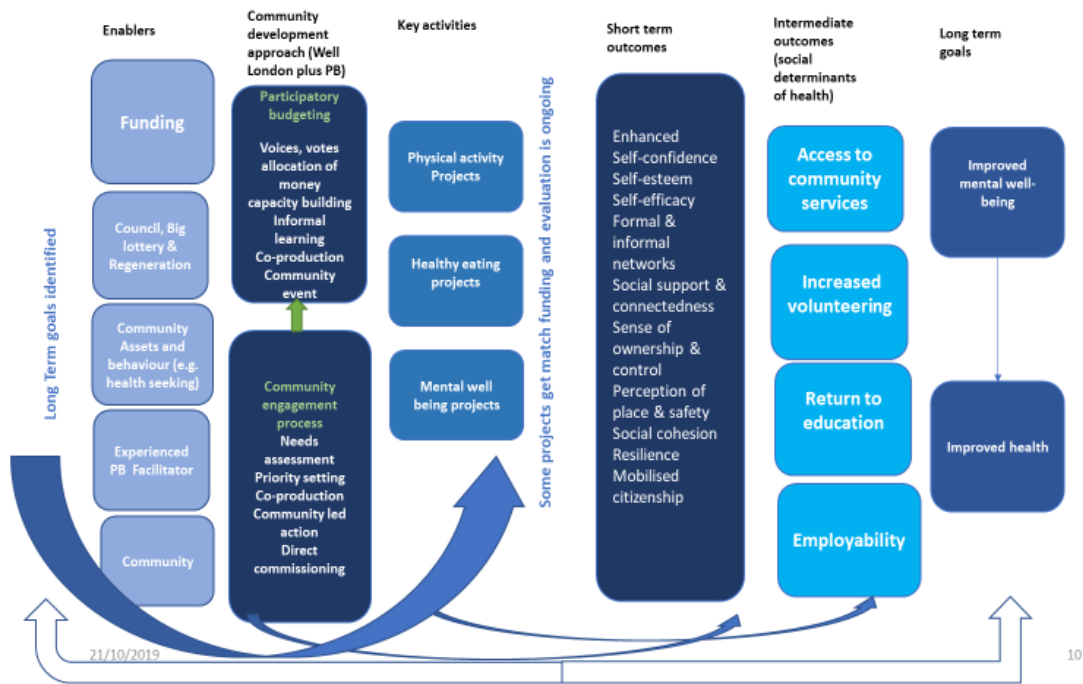 Enablers
Community
development
approach (Well
London plus PB)
Key activities
Short term
outcomes
Intermediate
outcomes
(social
determinants
of health)
Long term
goals
Long Term goals identified
Funding
Council, Big
lottery &
Regeneration
Community
Assets and
behaviour (e.g.
health seeking)
Experienced
PB Facilitator
Community
Participatory
budgeting
Voices, votes
allocation of
money
capacity building
Informal
learning
Co-production
Community
event
Community
engagement
process
Needs
assessment
Priority setting
Co-production
Community led
action
Direct
commissioning
Physical activity
Projects
Healthy eating
projects
Mental well
being projects
Some projects get match funding and evaluation is ongoing
Enhanced
Self-confidence
Self-esteem
Self-efficacy
Formal &
informal
networks
Social support &
connectedness
Sense of
ownership &
control
Perception of
place & safety
Social cohesion
Resilience
Mobilised
citizenship
Access to
community
services
Increased
volunteering
Return to
education
Employability
Improved
mental well-
being
Improved health
21/10/2019
10